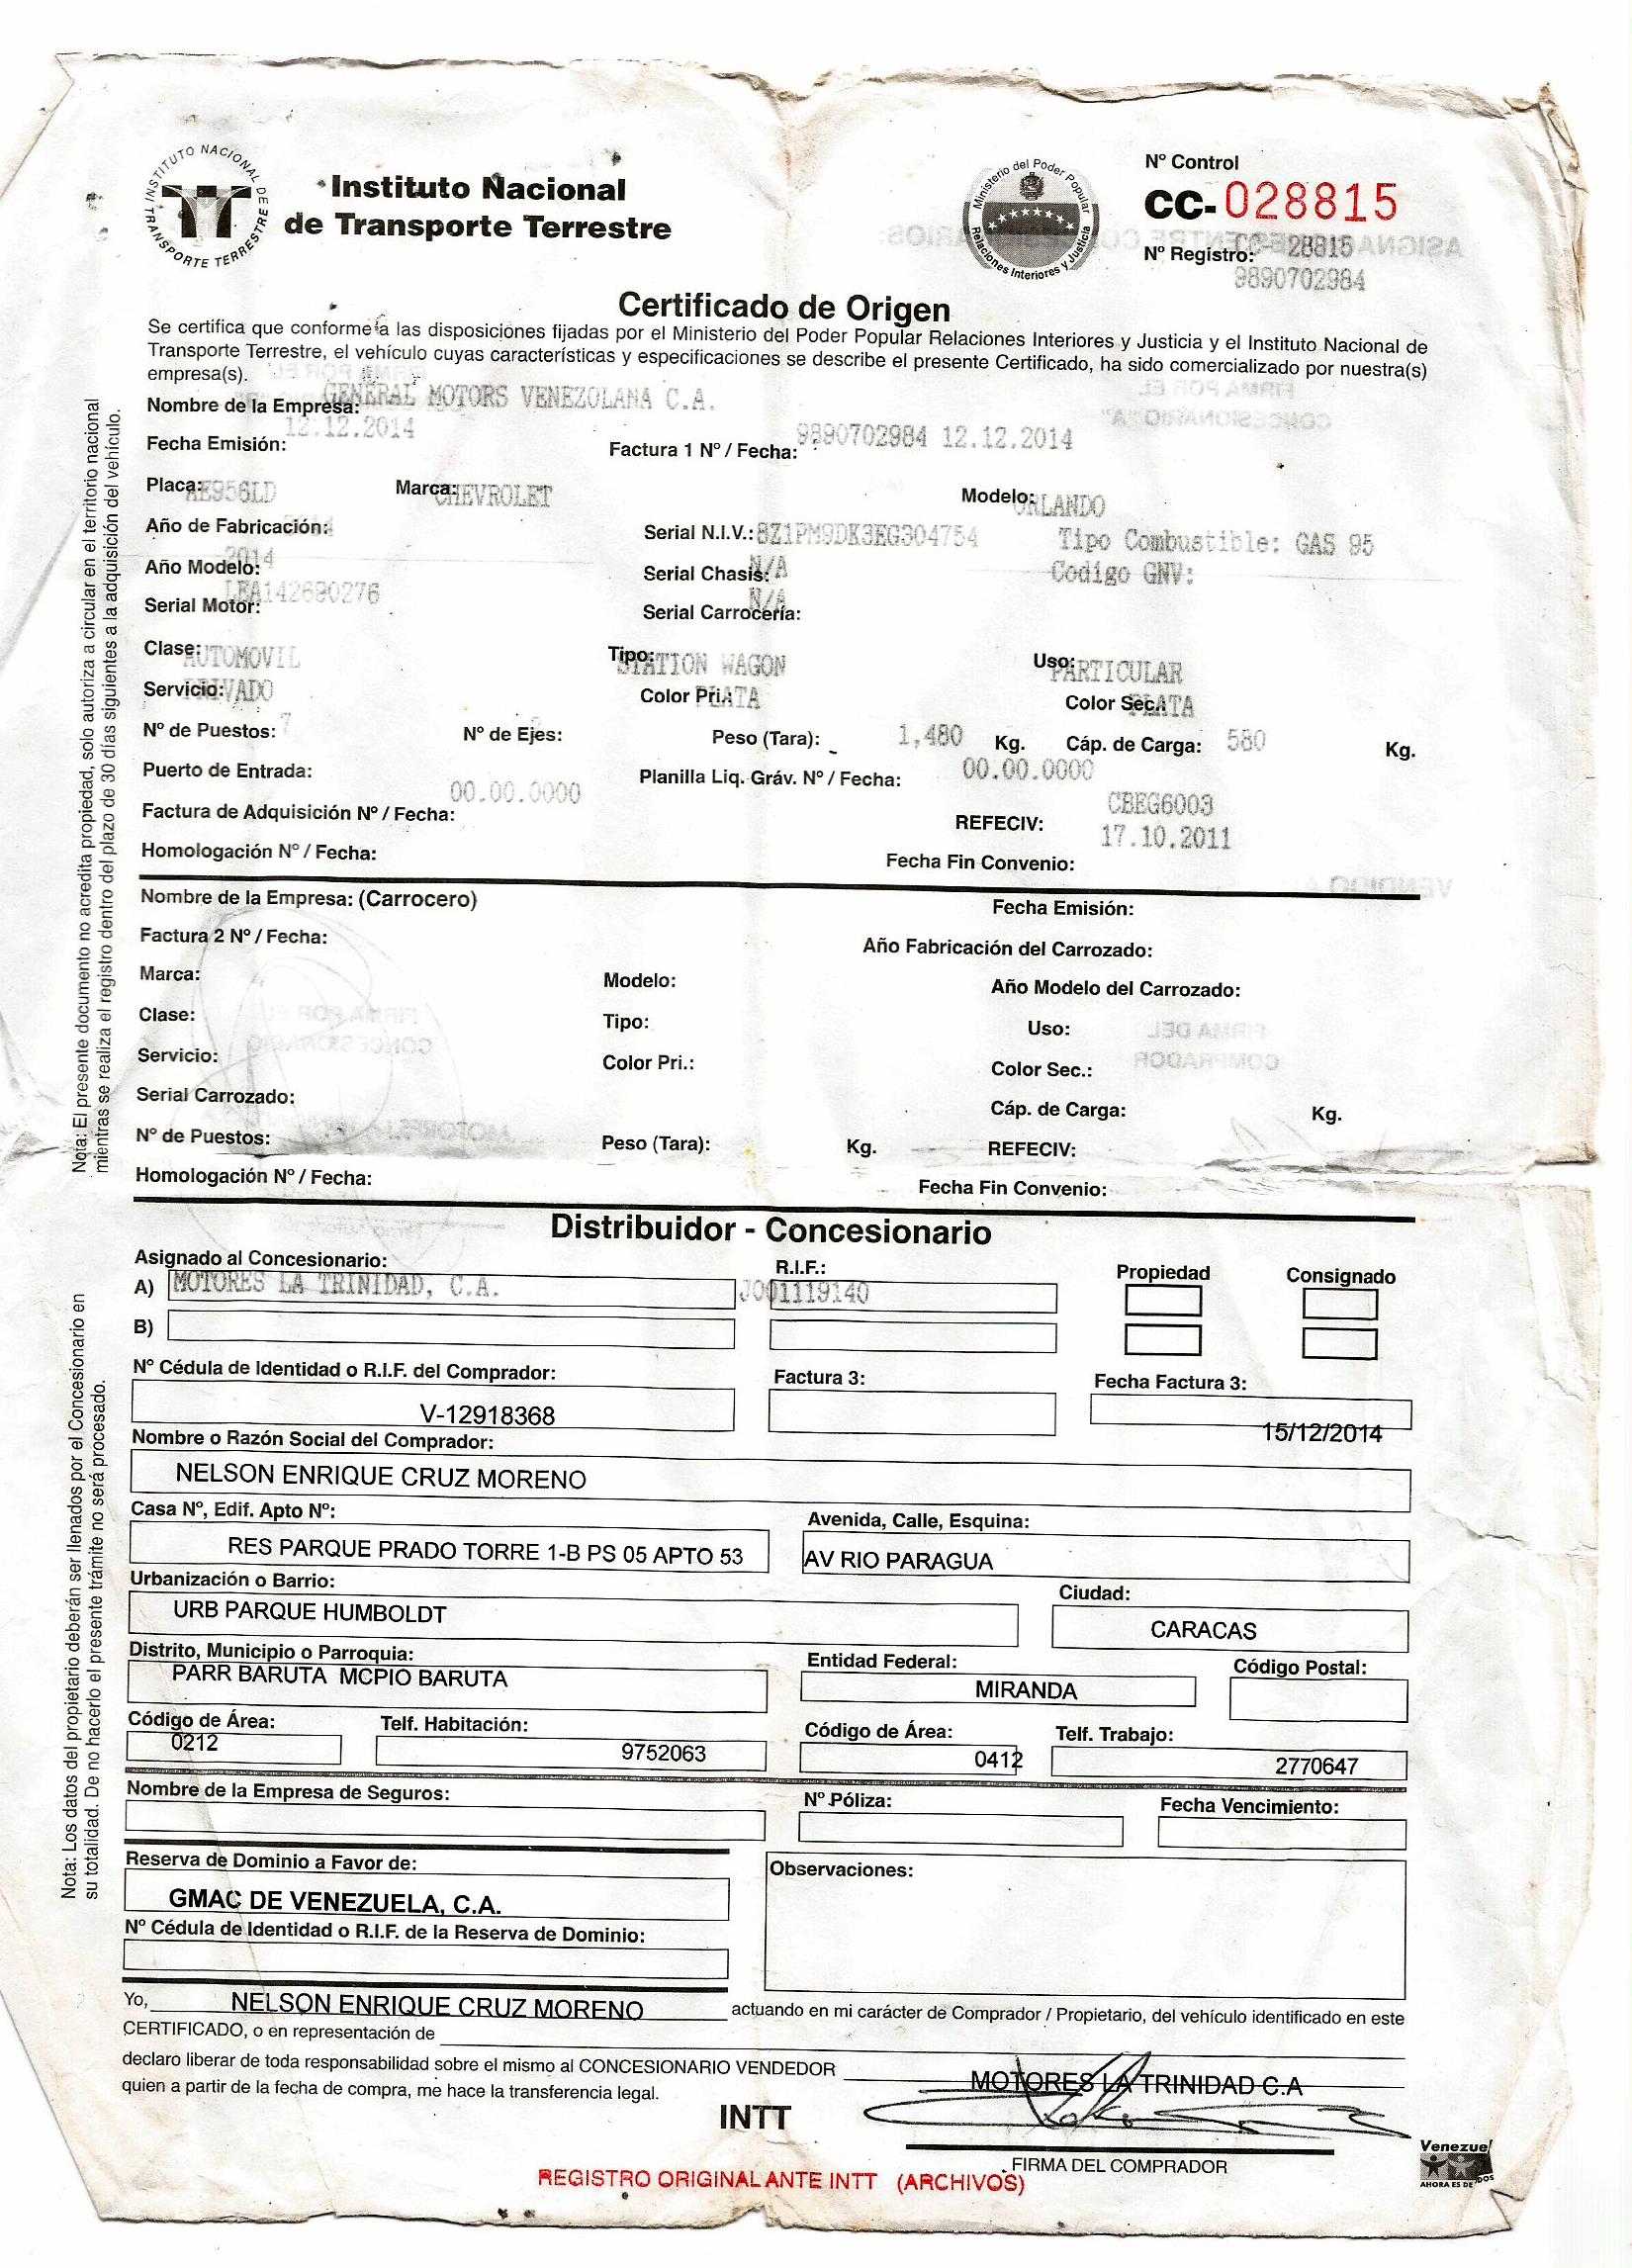 INSTITUTO NACIONAL DE TRANSPORTE TERRESTRE
Instituto Nacional
de Transporte Terrestre
Ministerio del Poder Popular
Relaciones Interiores y Justicia
Nº Control
CC-028815
Nº Registro: CC- 28815
9890702984
Certificado de Origen
Se certifica que conforme a las disposiciones fijadas por el Ministerio del Poder Popular Relaciones Interiores y Justicia y el Instituto Nacional de
Transporte Terrestre, el vehículo cuyas características y especificaciones se describe el presente Certificado, ha sido comercializado por nuestra(s)
empresa(s).
Nombre de la Empresa: GENERAL MOTORS VENEZOLANA C.A.
Fecha Emisión: 12.12.2014 Factura 1 Nº / Fecha: 9890702984 12.12.2014
Placa: AE956LD Marca: CHEVROLET Modelo: ORLANDO
Año de Fabricación: 2014 Serial N.I.V.: 8Z1PM9DK3EG304754 Tipo Combustible: GAS 95
Año Modelo: 2014 Serial Chasis: N/A Codigo GNV:
Serial Motor: LEA142690276 Serial Carrocería: N/A
Clase: AUTOMOVIL Tipo: STATION WAGON Uso: PARTICULAR
Servicio: PRIVADO Color Pri.: PLATA Color Sec.: PLATA
Nº de Puestos: 7 Nº de Ejes: Peso (Tara): 1,480 Kg. Cáp. de Carga: 580 Kg.
Puerto de Entrada: Planilla Liq. Gráv. Nº / Fecha: 00.00.0000
Factura de Adquisición Nº / Fecha: 00.00.0000 REFECIV: CBEG6003
Homologación Nº / Fecha: Fecha Fin Convenio: 17.10.2011
Nombre de la Empresa: (Carrocero) Fecha Emisión:
Factura 2 Nº / Fecha: Año Fabricación del Carrozado:
Marca: Modelo: Año Modelo del Carrozado:
Clase: Tipo: Uso:
Servicio: Color Pri.: Color Sec.:
Serial Carrozado: Cáp. de Carga: Kg.
Nº de Puestos: Peso (Tara): Kg. REFECIV:
Homologación Nº / Fecha: Fecha Fin Convenio:
Distribuidor - Concesionario
Asignado al Concesionario: R.I.F.: Propiedad Consignado
A) MOTORES LA TRINIDAD, C.A. J001119140
B)
Nº Cédula de Identidad o R.I.F. del Comprador: Factura 3: Fecha Factura 3:
V-12918368 15/12/2014
Nombre o Razón Social del Comprador:
NELSON ENRIQUE CRUZ MORENO
Casa Nº, Edif. Apto Nº: Avenida, Calle, Esquina:
RES PARQUE PRADO TORRE 1-B PS 05 APTO 53 AV RIO PARAGUA
Urbanización o Barrio: Ciudad:
URB PARQUE HUMBOLDT CARACAS
Distrito, Municipio o Parroquia: Entidad Federal: Código Postal:
PARR BARUTA MCPIO BARUTA MIRANDA
Código de Área: Telf. Habitación: Código de Área: Telf. Trabajo:
0212 9752063 0412 2770647
Nombre de la Empresa de Seguros: Nº Póliza: Fecha Vencimiento:
Reserva de Dominio a Favor de: Observaciones:
GMAC DE VENEZUELA, C.A.
Nº Cédula de Identidad o R.I.F. de la Reserva de Dominio:
Yo, NELSON ENRIQUE CRUZ MORENO actuando en mi carácter de Comprador / Propietario, del vehículo identificado en este
CERTIFICADO, o en representación de
declaro liberar de toda responsabilidad sobre el mismo al CONCESIONARIO VENDEDOR MOTORES LA TRINIDAD C.A
quien a partir de la fecha de compra, me hace la transferencia legal.
INTT
FIRMA DEL COMPRADOR
REGISTRO ORIGINAL ANTE INTT (ARCHIVOS)
Venezuel
AHORA ES DE TODOS
Nota: El presente documento no acredita propiedad, solo autoriza a circular en el territorio nacional
mientras se realiza el registro dentro del plazo de 30 días siguientes a la adquisición del vehículo.
Nota: Los datos del propietario deberán ser llenados por el Concesionario en
su totalidad. De no hacerlo el presente trámite no será procesado.